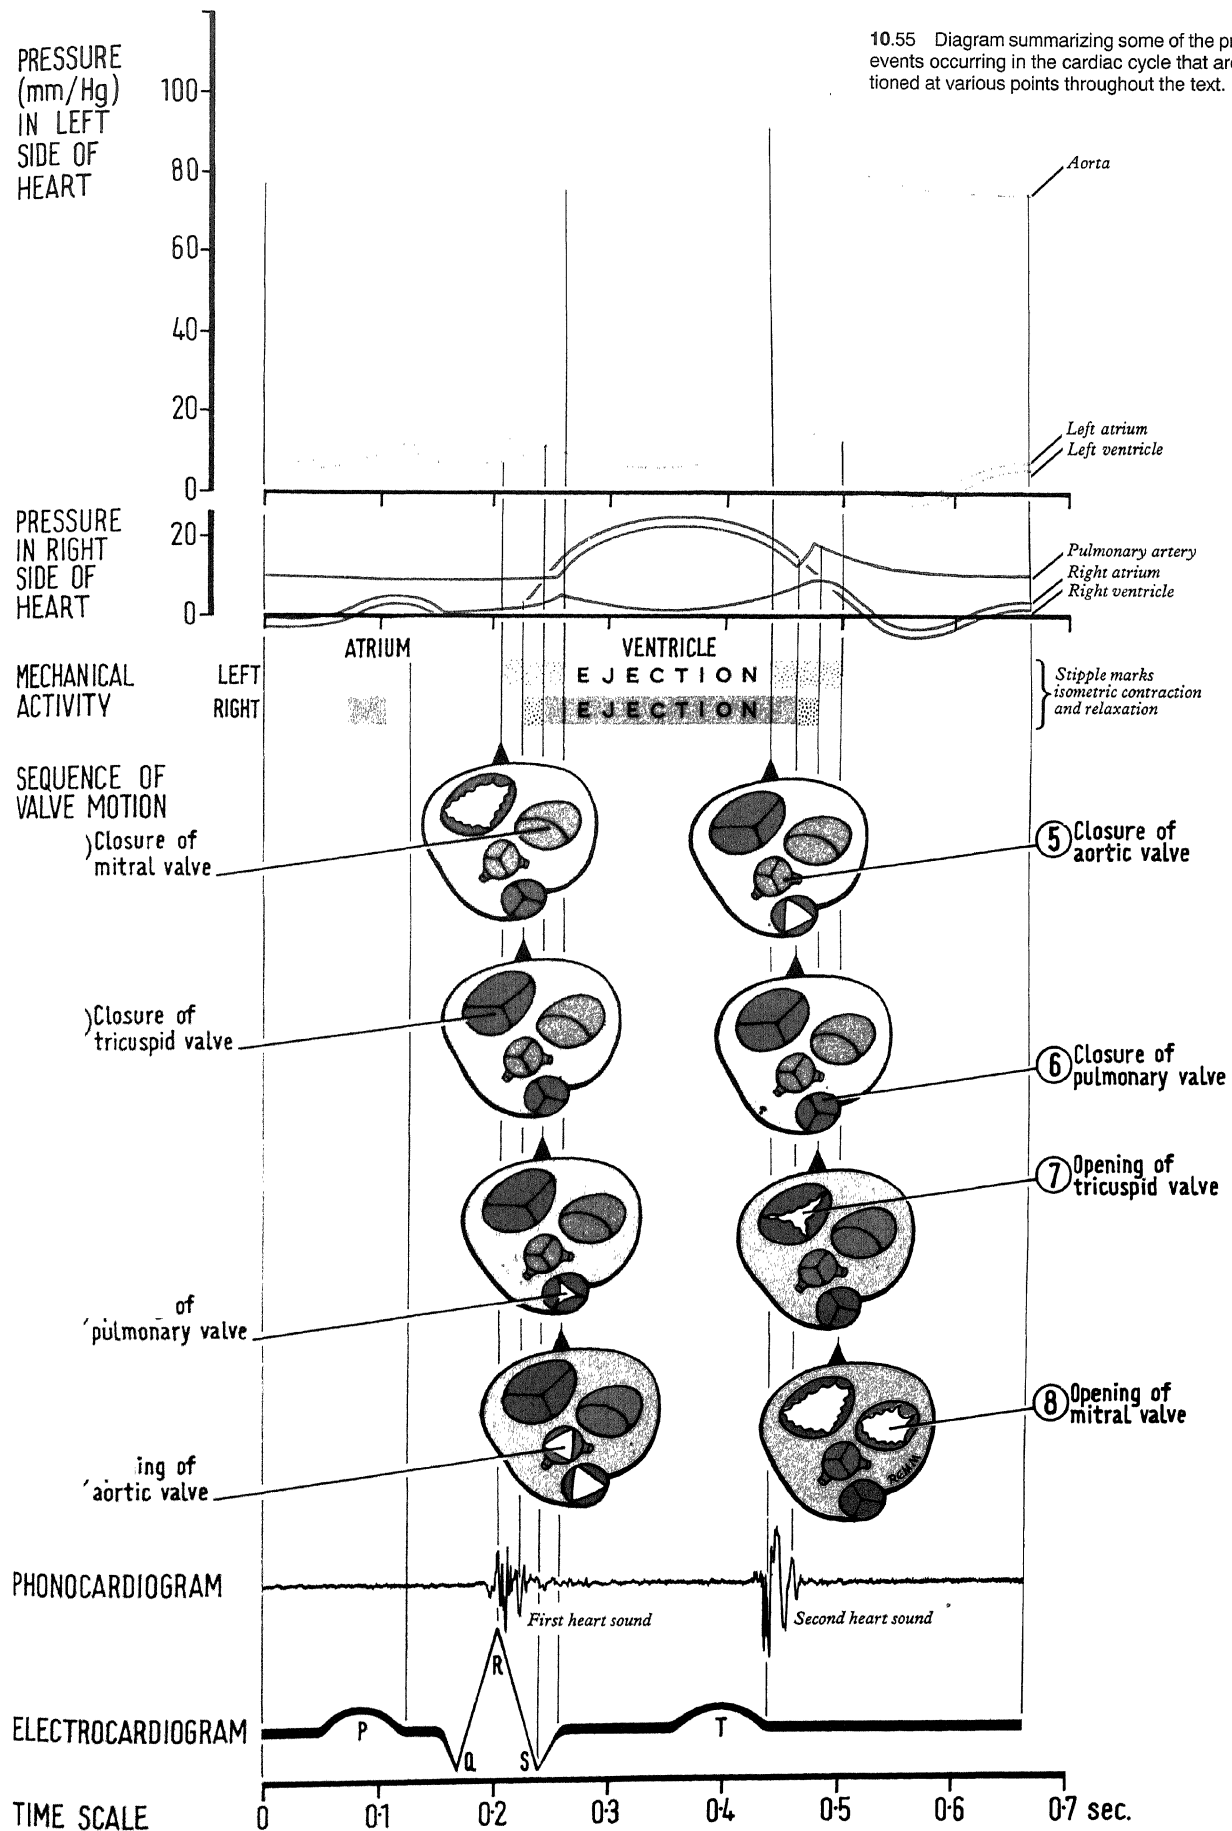 10.55 Diagram summarizing some of the
events occurring in the cardiac cycle that
tioned at various points throughout the text.
PRESSURE
(mm/Hg)
IN LEFT
SIDE OF
HEART
100
80
60
40
20
0
Aorta
Left atrium
Left ventricle
PRESSURE
IN RIGHT
SIDE OF
HEART
20
0
Pulmonary artery
Right atrium
Right ventricle
ATRIUM
VENTRICLE
MECHANICAL
ACTIVITY
LEFT
RIGHT
EJECTION
EJECTION
Stipple marks
isometric contraction
and relaxation
SEQUENCE OF
VALVE MOTION
)Closure of
mitral valve
)Closure of
tricuspid valve
of
pulmonary valve
ing of
aortic valve
5 Closure of
aortic valve
6 Closure of
pulmonary valve
7 Opening of
tricuspid valve
8 Opening of
mitral valve
PHONOCARDIOGRAM
First heart sound
Second heart sound
ELECTROCARDIOGRAM
P
Q
R
S
T
TIME SCALE
0 0·1 0·2 0·3 0·4 0·5 0·6 0·7 sec.